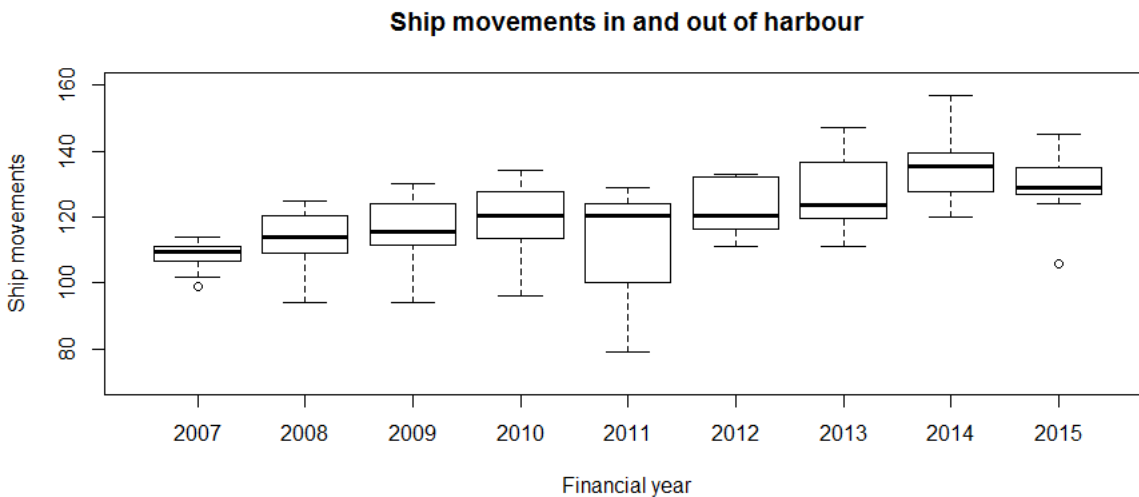 Ship movements in and out of harbour
Ship movements
160
140
120
100
80
2007 2008 2009 2010 2011 2012 2013 2014 2015
Financial year